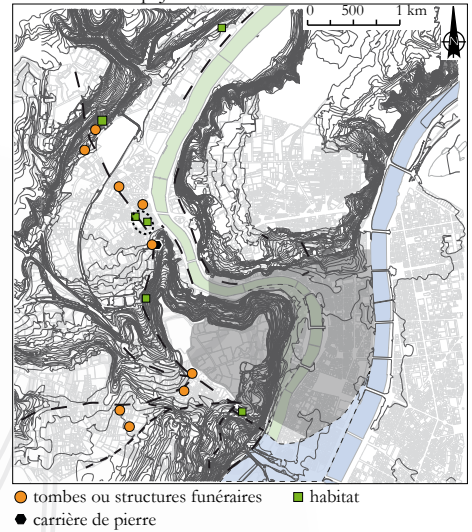 0 500 1 km
N
tombes ou structures funéraires habitat
carrière de pierre